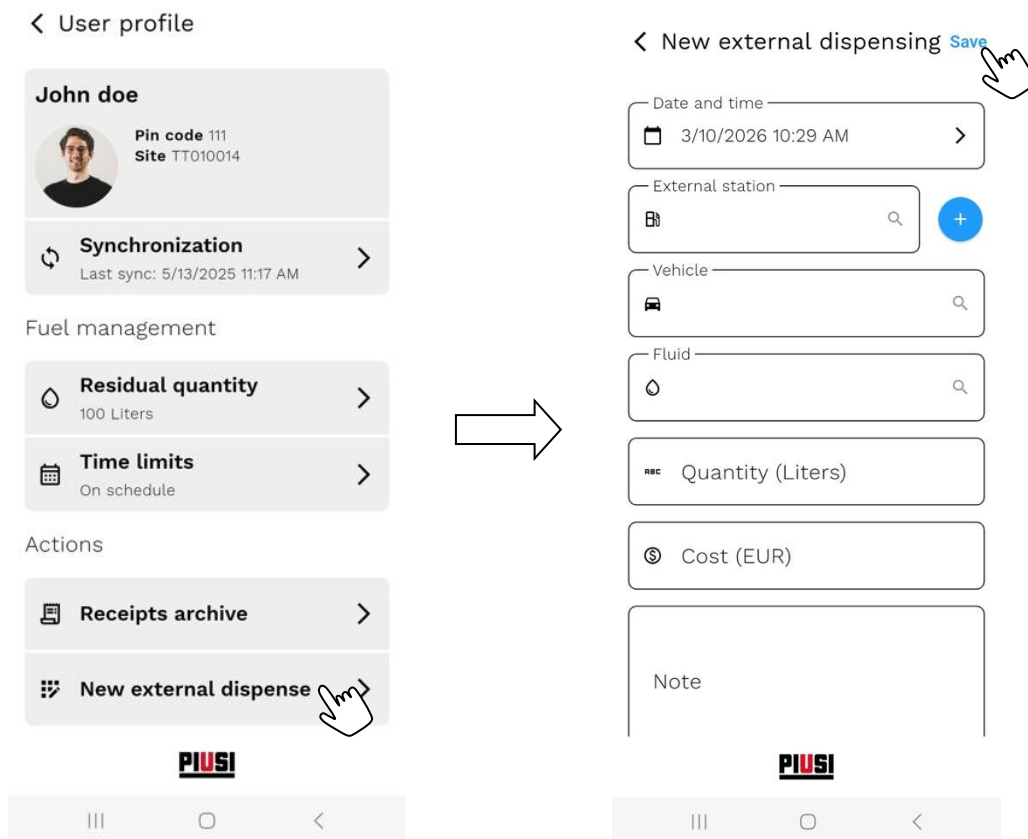 User profile
John doe
Pin code 111
Site TT010014
Synchronization
Last sync: 5/13/2025 11:17 AM
Fuel management
Residual quantity
100 Liters
Time limits
On schedule
Actions
Receipts archive
New external dispense
PIUSI
New external dispensing Save
Date and time
3/10/2026 10:29 AM
External station
+
Vehicle
Fluid
ABC Quantity (Liters)
Cost (EUR)
Note
PIUSI